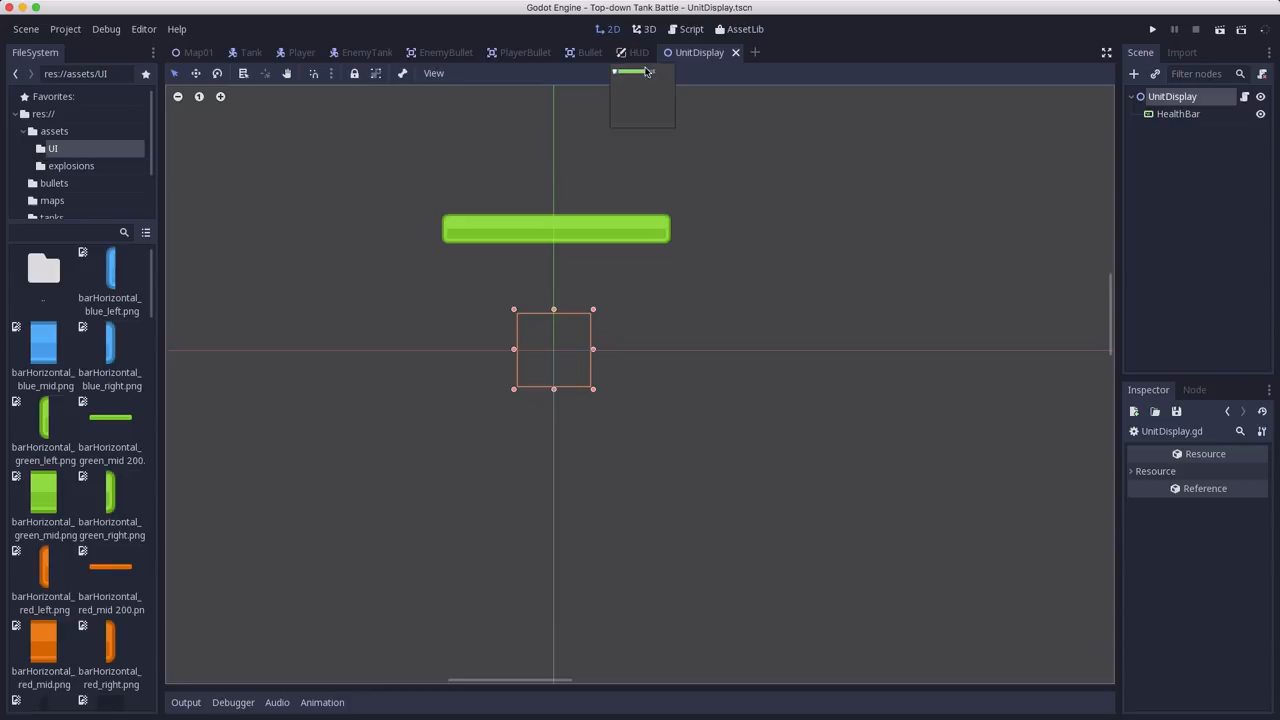 Godot Engine - Top-down Tank Battle - UnitDisplay.tscn
Scene Project Debug Editor Help
2D 3D Script AssetLib
FileSystem
Map01 Tank Player EnemyTank EnemyBullet PlayerBullet Bullet HUD UnitDisplay
Scene Import
res://assets/UI
View
Filter nodes
Favorites:
res://
assets
UI
explosions
bullets
maps
tanks
UnitDisplay
HealthBar
..
barHorizontal_
blue_left.png
barHorizontal_
blue_mid.png
barHorizontal_
blue_right.png
barHorizontal_
green_left.png
barHorizontal_
green_mid 200.
barHorizontal_
green_mid.png
barHorizontal_
green_right.png
barHorizontal_
red_left.png
barHorizontal_
red_mid 200.pn
barHorizontal_
red_mid.png
barHorizontal_
red_right.png
Inspector Node
UnitDisplay.gd
Resource
Resource
Reference
Output Debugger Audio Animation